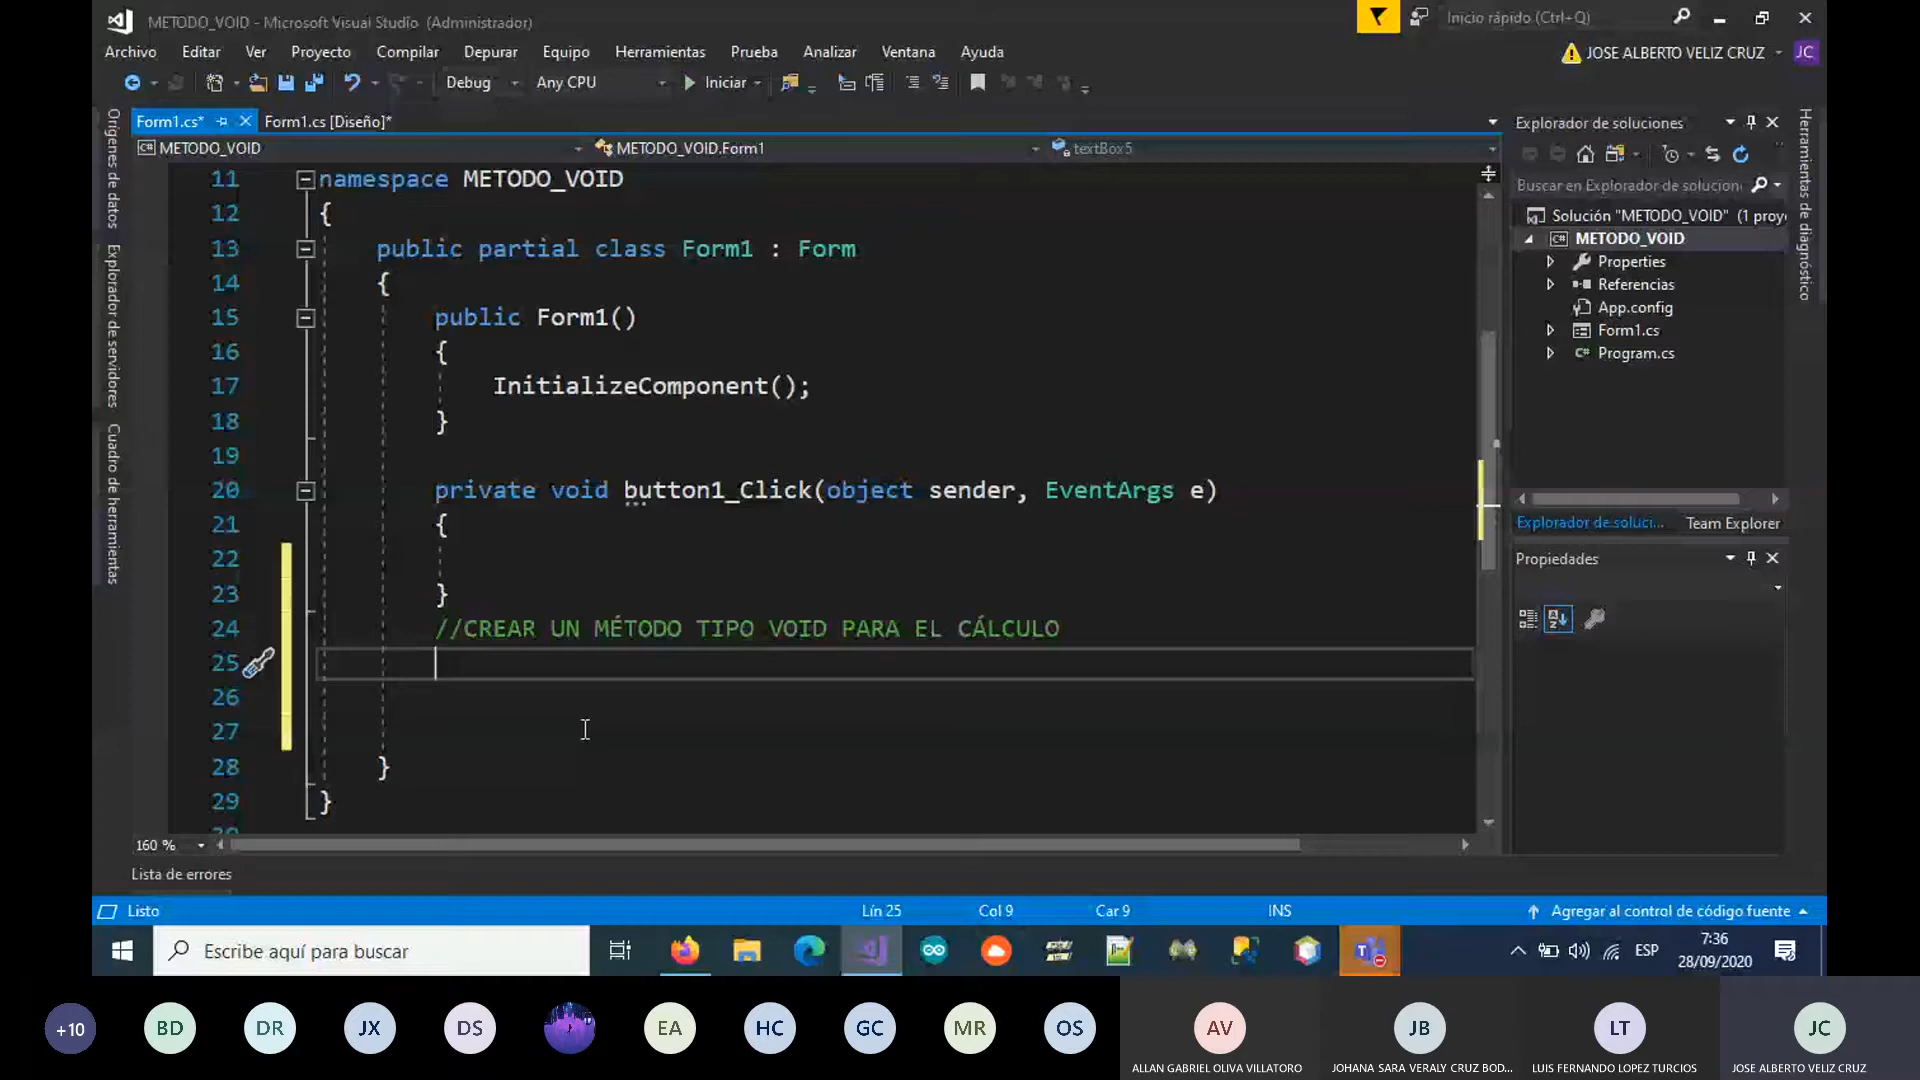 METODO_VOID - Microsoft Visual Studio (Administrador)
Inicio rápido (Ctrl+Q)
Archivo Editar Ver Proyecto Compilar Depurar Equipo Herramientas Prueba Analizar Ventana Ayuda
JOSE ALBERTO VELIZ CRUZ JC
Debug Any CPU Iniciar
Orígenes de datos
Explorador de servidores
Cuadro de herramientas
Form1.cs* Form1.cs [Diseño]*
METODO_VOID METODO_VOID.Form1 textBox5
11 namespace METODO_VOID
12 {
13 public partial class Form1 : Form
14 {
15 public Form1()
16 {
17 InitializeComponent();
18 }
19
20 private void button1_Click(object sender, EventArgs e)
21 {
22
23 }
24 //CREAR UN MÉTODO TIPO VOID PARA EL CÁLCULO
25
26
27
28 }
29 }
160 %
Lista de errores
Explorador de soluciones
Buscar en Explorador de solucion
Solución "METODO_VOID" (1 proy
METODO_VOID
Properties
Referencias
App.config
Form1.cs
Program.cs
Explorador de soluci... Team Explorer
Propiedades
Herramientas de diagnóstico
Listo Lín 25 Col 9 Car 9 INS Agregar al control de código fuente
Escribe aquí para buscar
ESP
7:36
28/09/2020
+10 BD DR JX DS EA HC GC MR OS AV JB LT JC
ALLAN GABRIEL OLIVA VILLATORO JOHANA SARA VERALY CRUZ BOD... LUIS FERNANDO LOPEZ TURCIOS JOSE ALBERTO VELIZ CRUZ